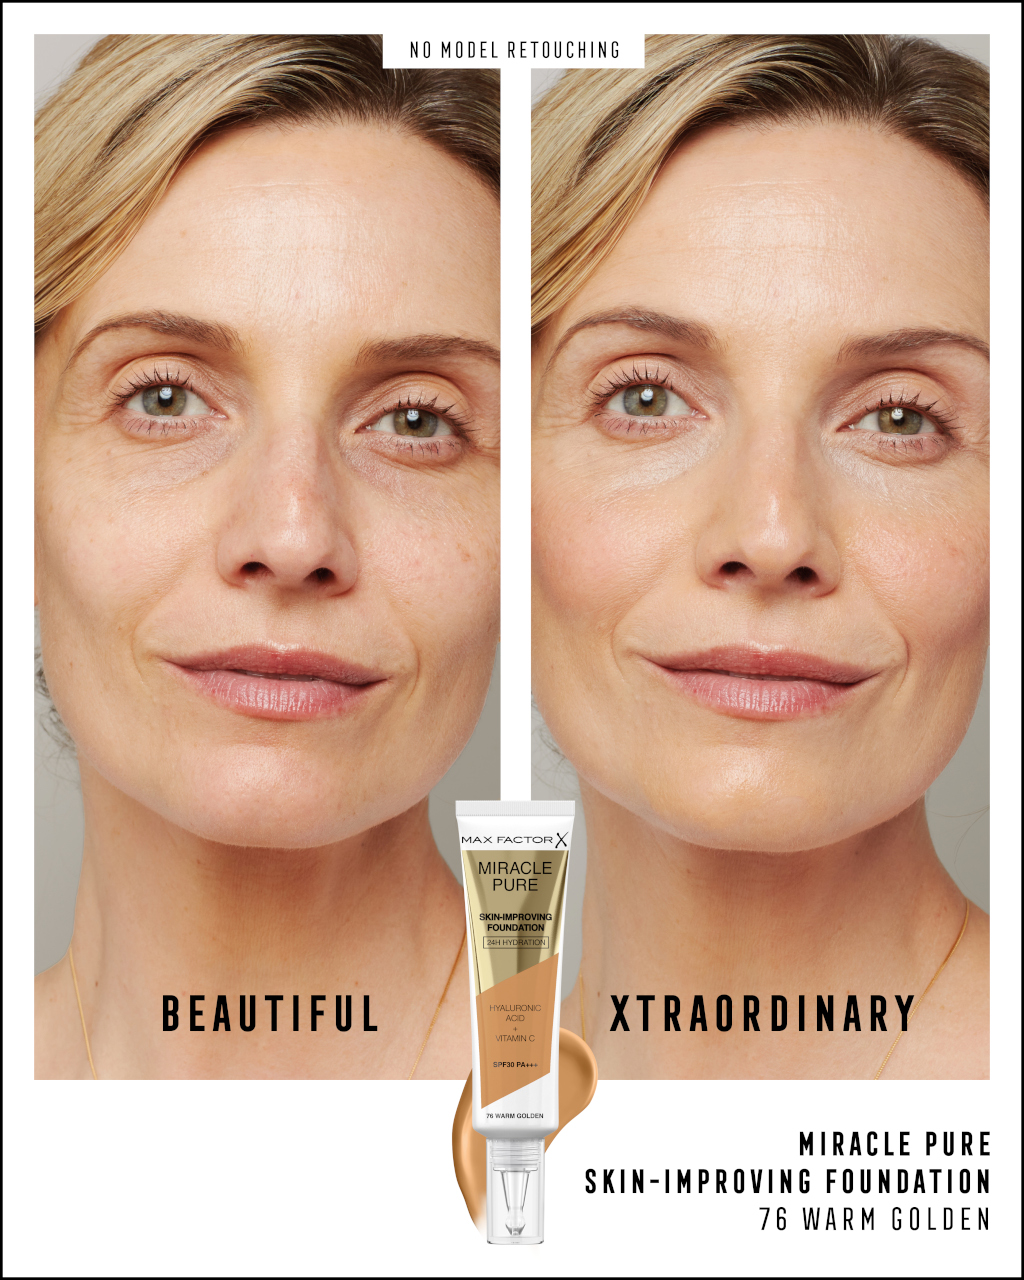 NO MODEL RETOUCHING
MAX FACTOR X
MIRACLE
PURE
SKIN-IMPROVING
FOUNDATION
24H HYDRATION
HYALURONIC
ACID
+
VITAMIN C
SPF30 PA+++
76 WARM GOLDEN
BEAUTIFUL
XTRAORDINARY
MIRACLE PURE
SKIN-IMPROVING FOUNDATION
76 WARM GOLDEN